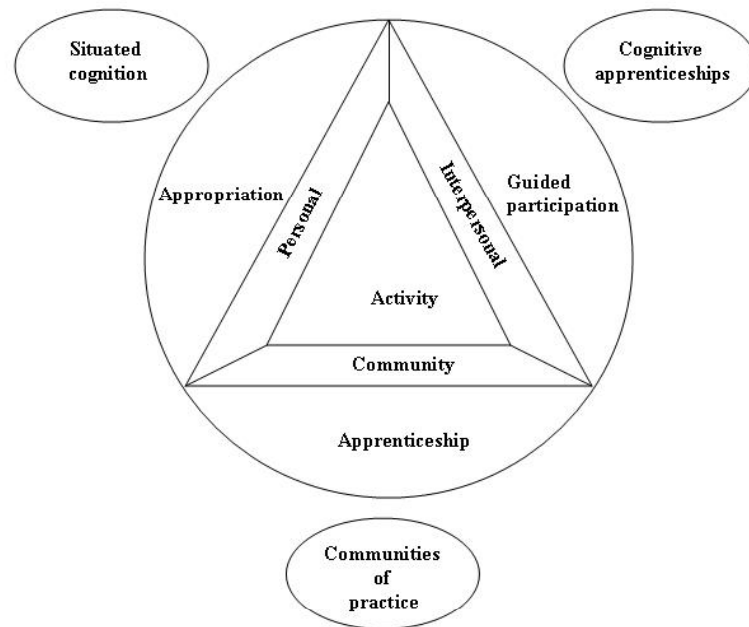 Situated
cognition
Cognitive
apprenticeships
Appropriation
Personal
Interpersonal
Guided
participation
Activity
Community
Apprenticeship
Communities
of
practice